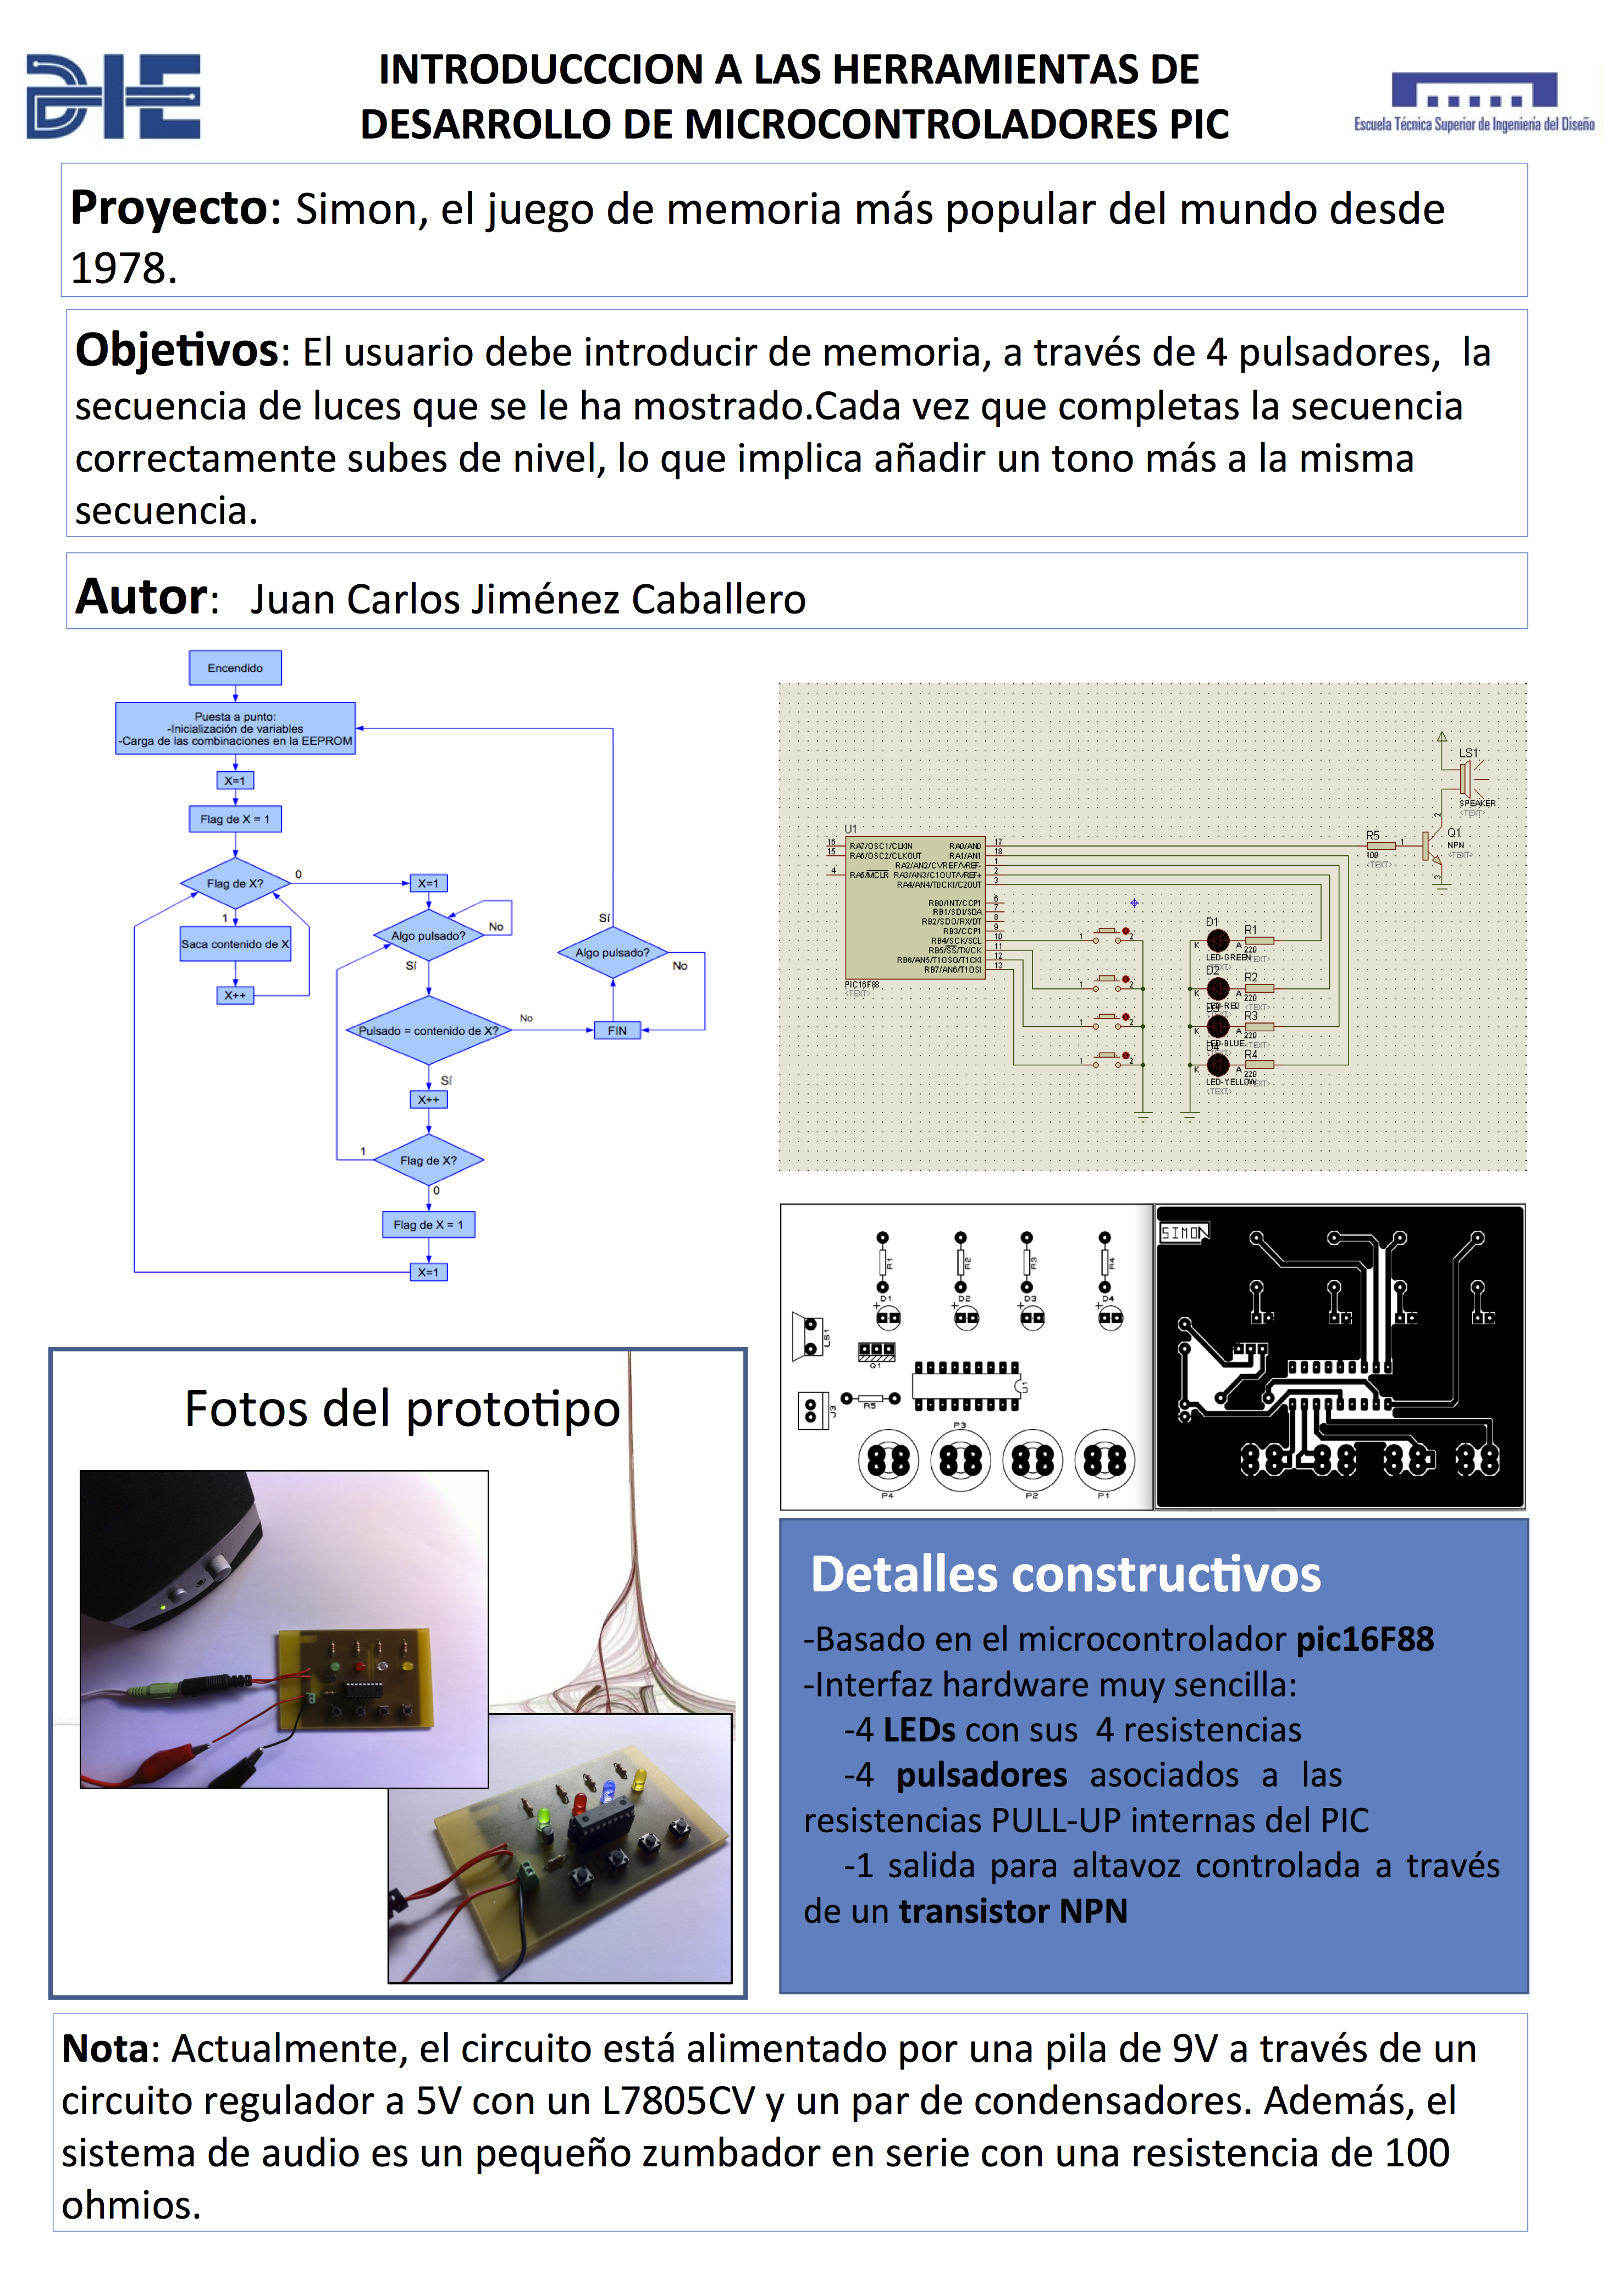 DIE
INTRODUCCCION A LAS HERRAMIENTAS DE
DESARROLLO DE MICROCONTROLADORES PIC
Escuela Técnica Superior de Ingeniería del Diseño
Proyecto: Simon, el juego de memoria más popular del mundo desde
1978.
Objetivos: El usuario debe introducir de memoria, a través de 4 pulsadores, la
secuencia de luces que se le ha mostrado.Cada vez que completas la secuencia
correctamente subes de nivel, lo que implica añadir un tono más a la misma
secuencia.
Autor: Juan Carlos Jiménez Caballero
Encendido
Puesta a punto:
-Inicialización de variables
-Carga de las combinaciones en la EEPROM
X=1
Flag de X = 1
Flag de X?
0
1
Saca contenido de X
X++
X=1
Algo pulsado?
No
Sí
Pulsado = contenido de X?
No
Sí
X++
Flag de X?
1
0
Flag de X = 1
X=1
Sí
Algo pulsado?
No
FIN
U1
16
15
4
RA7/OSC1/CLKIN
RA6/OSC2/CLKOUT
RA5/MCLR
RA0/AN0
RA1/AN1
RA2/AN2/CVREF/VREF-
RA3/AN3/C1OUT/VREF+
RA4/AN4/T0CKI/C2OUT
RB0/INT/CCP1
RB1/SDI/SDA
RB2/SDO/RX/DT
RB3/CCP1
RB4/SCK/SCL
RB5/SS/TX/CK
RB6/AN5/T1OSO/T1CKI
RB7/AN6/T1OSI
17
18
1
2
3
6
7
8
9
10
11
12
13
PIC16F88
<TEXT>
1 2
1 2
1 2
1 2
D1
K A
LED-GREEN
<TEXT>
R1
220
D2
K A
LED-RED
R2
220
<TEXT>
D3
K A
LED-BLUE
R3
220
<TEXT>
D4
K A
LED-YELLOW
<TEXT>
R4
220
<TEXT>
R5
100
<TEXT>
1
2
3
Q1
NPN
<TEXT>
LS1
SPEAKER
<TEXT>
R1
R2
R3
R4
D1
D2
D3
D4
LS1
Q1
U1
J3
R5
P3
P4
P2
P1
SIMON
Fotos del prototipo
Detalles constructivos
-Basado en el microcontrolador pic16F88
-Interfaz hardware muy sencilla:
-4 LEDs con sus 4 resistencias
-4 pulsadores asociados a las
resistencias PULL-UP internas del PIC
-1 salida para altavoz controlada a través
de un transistor NPN
Nota: Actualmente, el circuito está alimentado por una pila de 9V a través de un
circuito regulador a 5V con un L7805CV y un par de condensadores. Además, el
sistema de audio es un pequeño zumbador en serie con una resistencia de 100
ohmios.